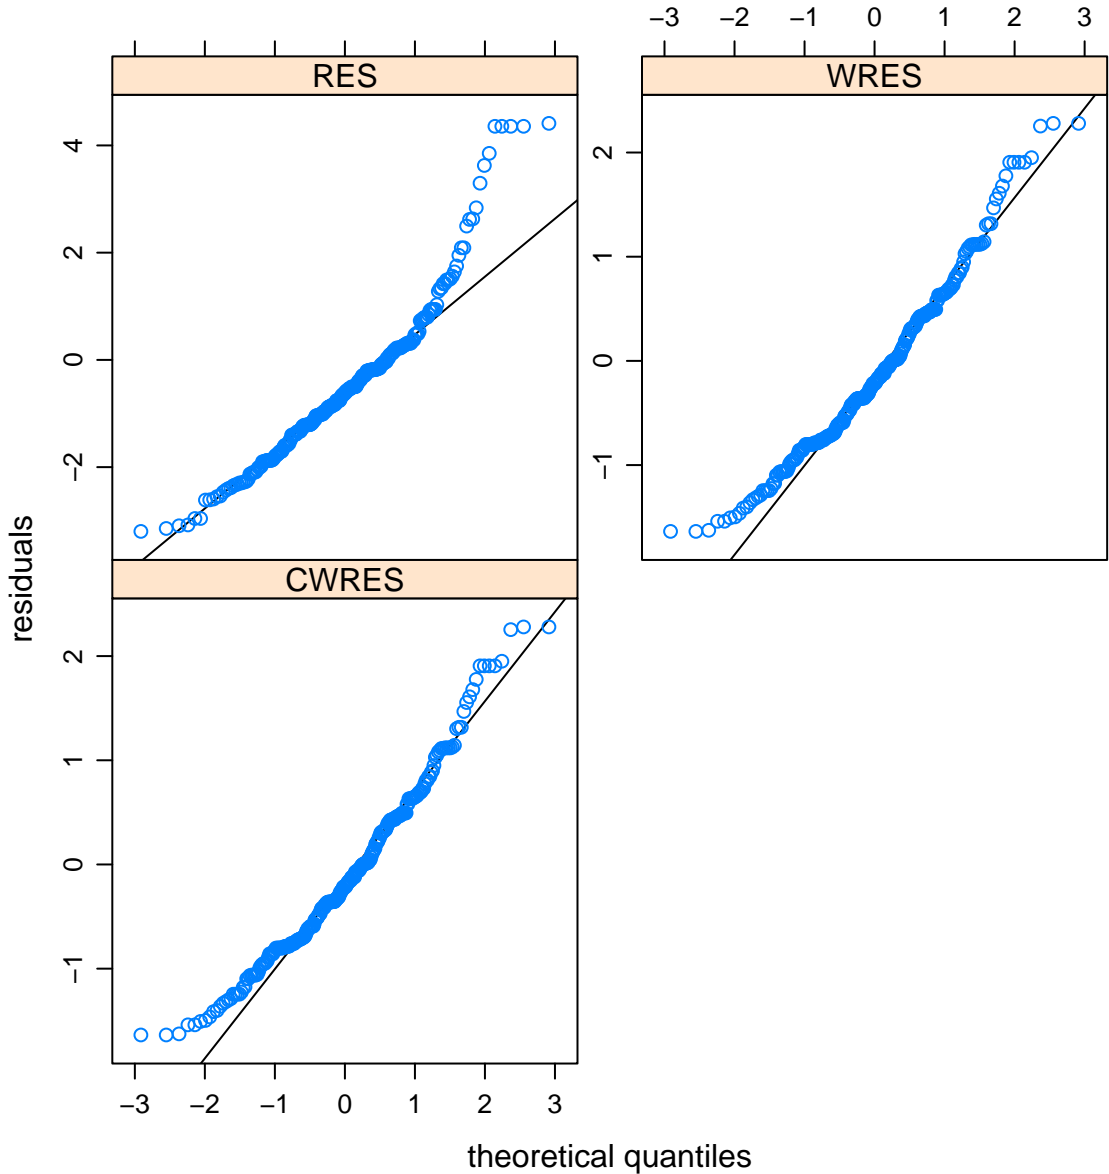 −3 −2 −1 0 1 2 3
RES
WRES
−2 0 2 4
−1 0 1 2
CWRES
−1 0 1 2
residuals
−3 −2 −1 0 1 2 3
theoretical quantiles